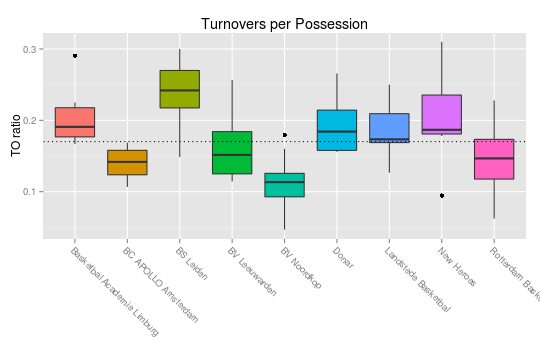 Turnovers per Possession
TO ratio
0.3
0.2
0.1
Basketbal Academie Limburg
BC APOLLO Amsterdam
BS Leiden
BV Leeuwarden
BV Noordkop
Donar
Landstede Basketbal
New Heroes
Rotterdam Bask